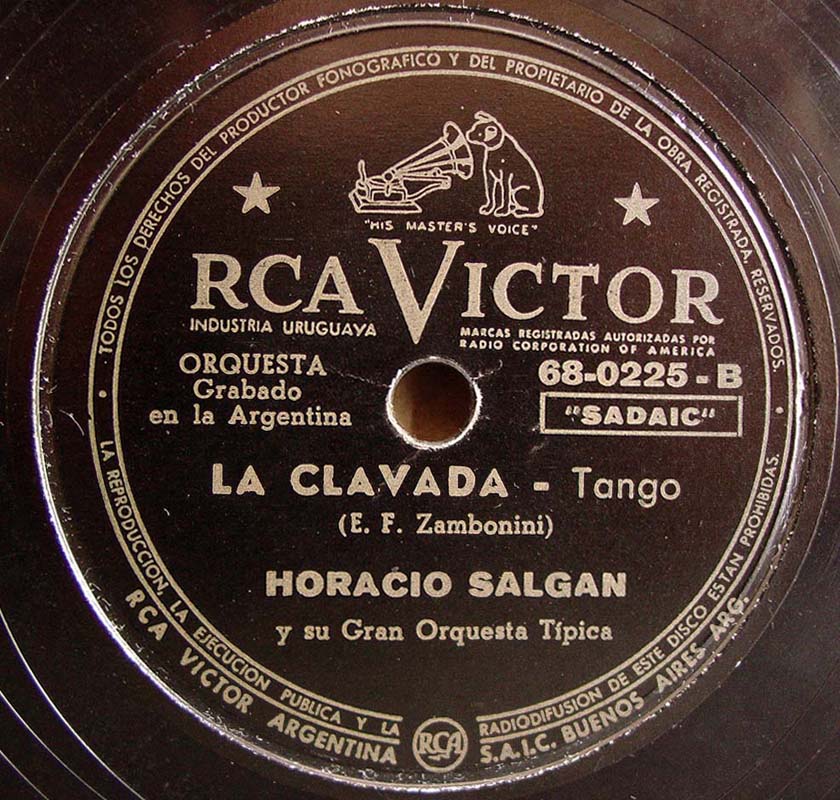 TODOS LOS DERECHOS DEL PRODUCTOR FONOGRAFICO Y DEL PROPIETARIO DE LA OBRA REGISTRADA, RESERVADOS.
"HIS MASTER'S VOICE"
RCA VICTOR
INDUSTRIA URUGUAYA
MARCAS REGISTRADAS AUTORIZADAS POR
RADIO CORPORATION OF AMERICA
ORQUESTA
Grabado
en la Argentina
68-0225-B
"SADAIC"
LA CLAVADA - Tango
(E. F. Zambonini)
HORACIO SALGAN
y su Gran Orquesta Típica
LA REPRODUCCION, LA EJECUCION PUBLICA Y LA RADIODIFUSION DE ESTE DISCO ESTAN PROHIBIDAS.
RCA VICTOR ARGENTINA RCA S.A.I.C. BUENOS AIRES ARG.